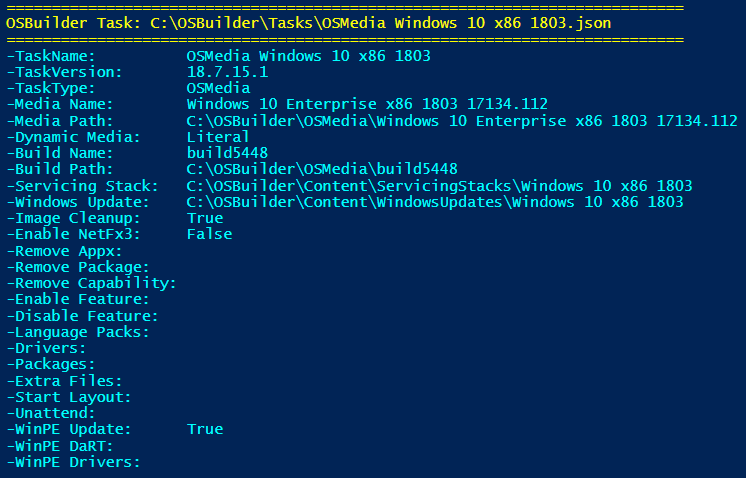 ===========================================================================
OSBuilder Task: C:\OSBuilder\Tasks\OSMedia Windows 10 x86 1803.json
===========================================================================
-TaskName: OSMedia Windows 10 x86 1803
-TaskVersion: 18.7.15.1
-TaskType: OSMedia
-Media Name: Windows 10 Enterprise x86 1803 17134.112
-Media Path: C:\OSBuilder\OSMedia\Windows 10 Enterprise x86 1803 17134.112
-Dynamic Media: Literal
-Build Name: build5448
-Build Path: C:\OSBuilder\OSMedia\build5448
-Servicing Stack: C:\OSBuilder\Content\ServicingStacks\Windows 10 x86 1803
-Windows Update: C:\OSBuilder\Content\WindowsUpdates\Windows 10 x86 1803
-Image Cleanup: True
-Enable NetFx3: False
-Remove Appx:
-Remove Package:
-Remove Capability:
-Enable Feature:
-Disable Feature:
-Language Packs:
-Drivers:
-Packages:
-Extra Files:
-Start Layout:
-Unattend:
-WinPE Update: True
-WinPE DaRT:
-WinPE Drivers: